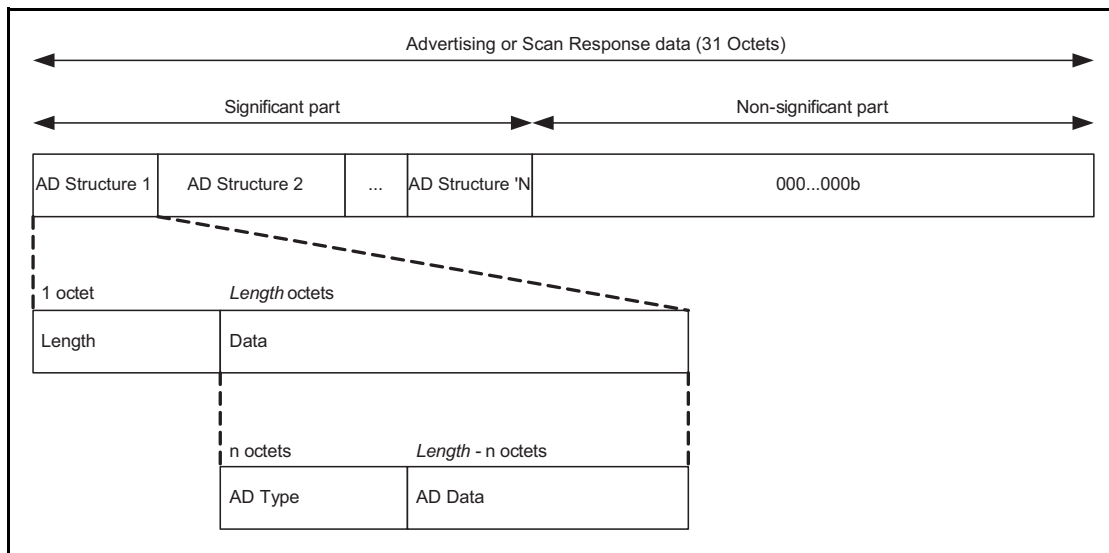 Advertising or Scan Response data (31 Octets)
Significant part
Non-significant part
AD Structure 1
AD Structure 2
...
AD Structure 'N
000...000b
1 octet
Length octets
Length
Data
n octets
Length - n octets
AD Type
AD Data